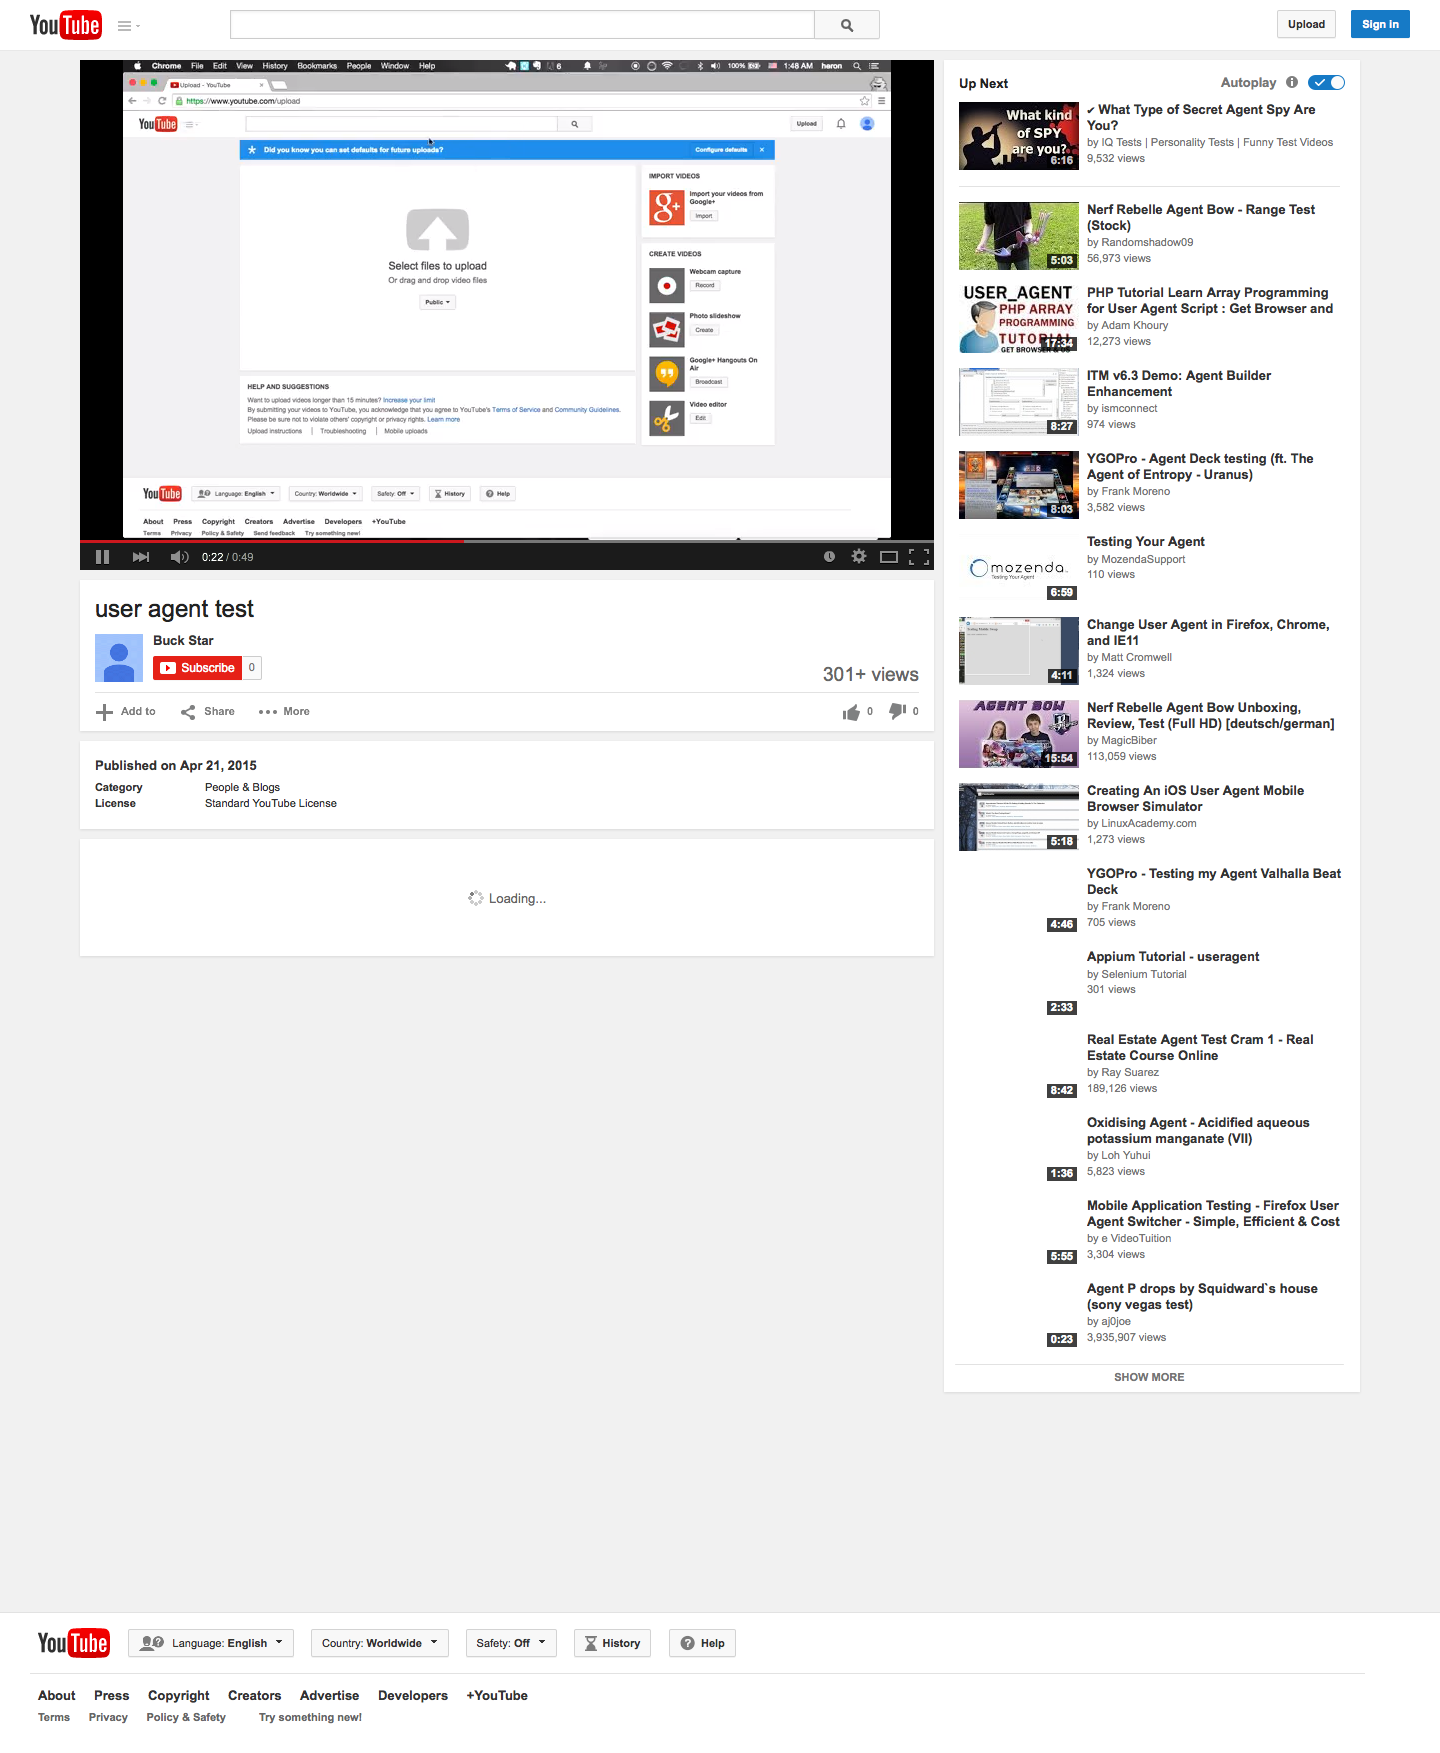 YouTube
Upload
Sign in
Chrome File Edit View History Bookmarks People Window Help
6
100%
1:48 AM heron
Upload - YouTube
https://www.youtube.com/upload
YouTube
Upload
Did you know you can set defaults for future uploads?
Configure defaults
Select files to upload
Or drag and drop video files
Public
IMPORT VIDEOS
Import your videos from
Google+
Import
CREATE VIDEOS
Webcam capture
Record
Photo slideshow
Create
Google+ Hangouts On
Air
Broadcast
Video editor
Edit
HELP AND SUGGESTIONS
Want to upload videos longer than 15 minutes? Increase your limit
By submitting your videos to YouTube, you acknowledge that you agree to YouTube's Terms of Service and Community Guidelines.
Please be sure not to violate others' copyright or privacy rights. Learn more
Upload instructions | Troubleshooting | Mobile uploads
YouTube
Language: English
Country: Worldwide
Safety: Off
History
Help
About Press Copyright Creators Advertise Developers +YouTube
Terms Privacy Policy & Safety Send feedback Try something new!
0:22 / 0:49
user agent test
Buck Star
Subscribe 0
301+ views
Add to
Share
More
0
0
Published on Apr 21, 2015
Category People & Blogs
License Standard YouTube License
Loading...
Up Next
Autoplay
What kind
of SPY
are you?
6:16
✔ What Type of Secret Agent Spy Are
You?
by IQ Tests | Personality Tests | Funny Test Videos
9,532 views
5:03
Nerf Rebelle Agent Bow - Range Test
(Stock)
by Randomshadow09
56,973 views
USER_AGENT
PHP ARRAY
PROGRAMMING
TUTORIAL
GET BROWSER & OS
17:34
PHP Tutorial Learn Array Programming
for User Agent Script : Get Browser and
by Adam Khoury
12,273 views
8:27
ITM v6.3 Demo: Agent Builder
Enhancement
by ismconnect
974 views
8:03
YGOPro - Agent Deck testing (ft. The
Agent of Entropy - Uranus)
by Frank Moreno
3,582 views
mozenda
Testing Your Agent
6:59
Testing Your Agent
by MozendaSupport
110 views
4:11
Change User Agent in Firefox, Chrome,
and IE11
by Matt Cromwell
1,324 views
AGENT BOW
15:54
Nerf Rebelle Agent Bow Unboxing,
Review, Test (Full HD) [deutsch/german]
by MagicBiber
113,059 views
5:18
Creating An iOS User Agent Mobile
Browser Simulator
by LinuxAcademy.com
1,273 views
4:46
YGOPro - Testing my Agent Valhalla Beat
Deck
by Frank Moreno
705 views
2:33
Appium Tutorial - useragent
by Selenium Tutorial
301 views
8:42
Real Estate Agent Test Cram 1 - Real
Estate Course Online
by Ray Suarez
189,126 views
1:36
Oxidising Agent - Acidified aqueous
potassium manganate (VII)
by Loh Yuhui
5,823 views
5:55
Mobile Application Testing - Firefox User
Agent Switcher - Simple, Efficient & Cost
by e VideoTuition
3,304 views
0:23
Agent P drops by Squidward`s house
(sony vegas test)
by aj0joe
3,935,907 views
SHOW MORE
YouTube
Language: English
Country: Worldwide
Safety: Off
History
Help
About Press Copyright Creators Advertise Developers +YouTube
Terms Privacy Policy & Safety Try something new!